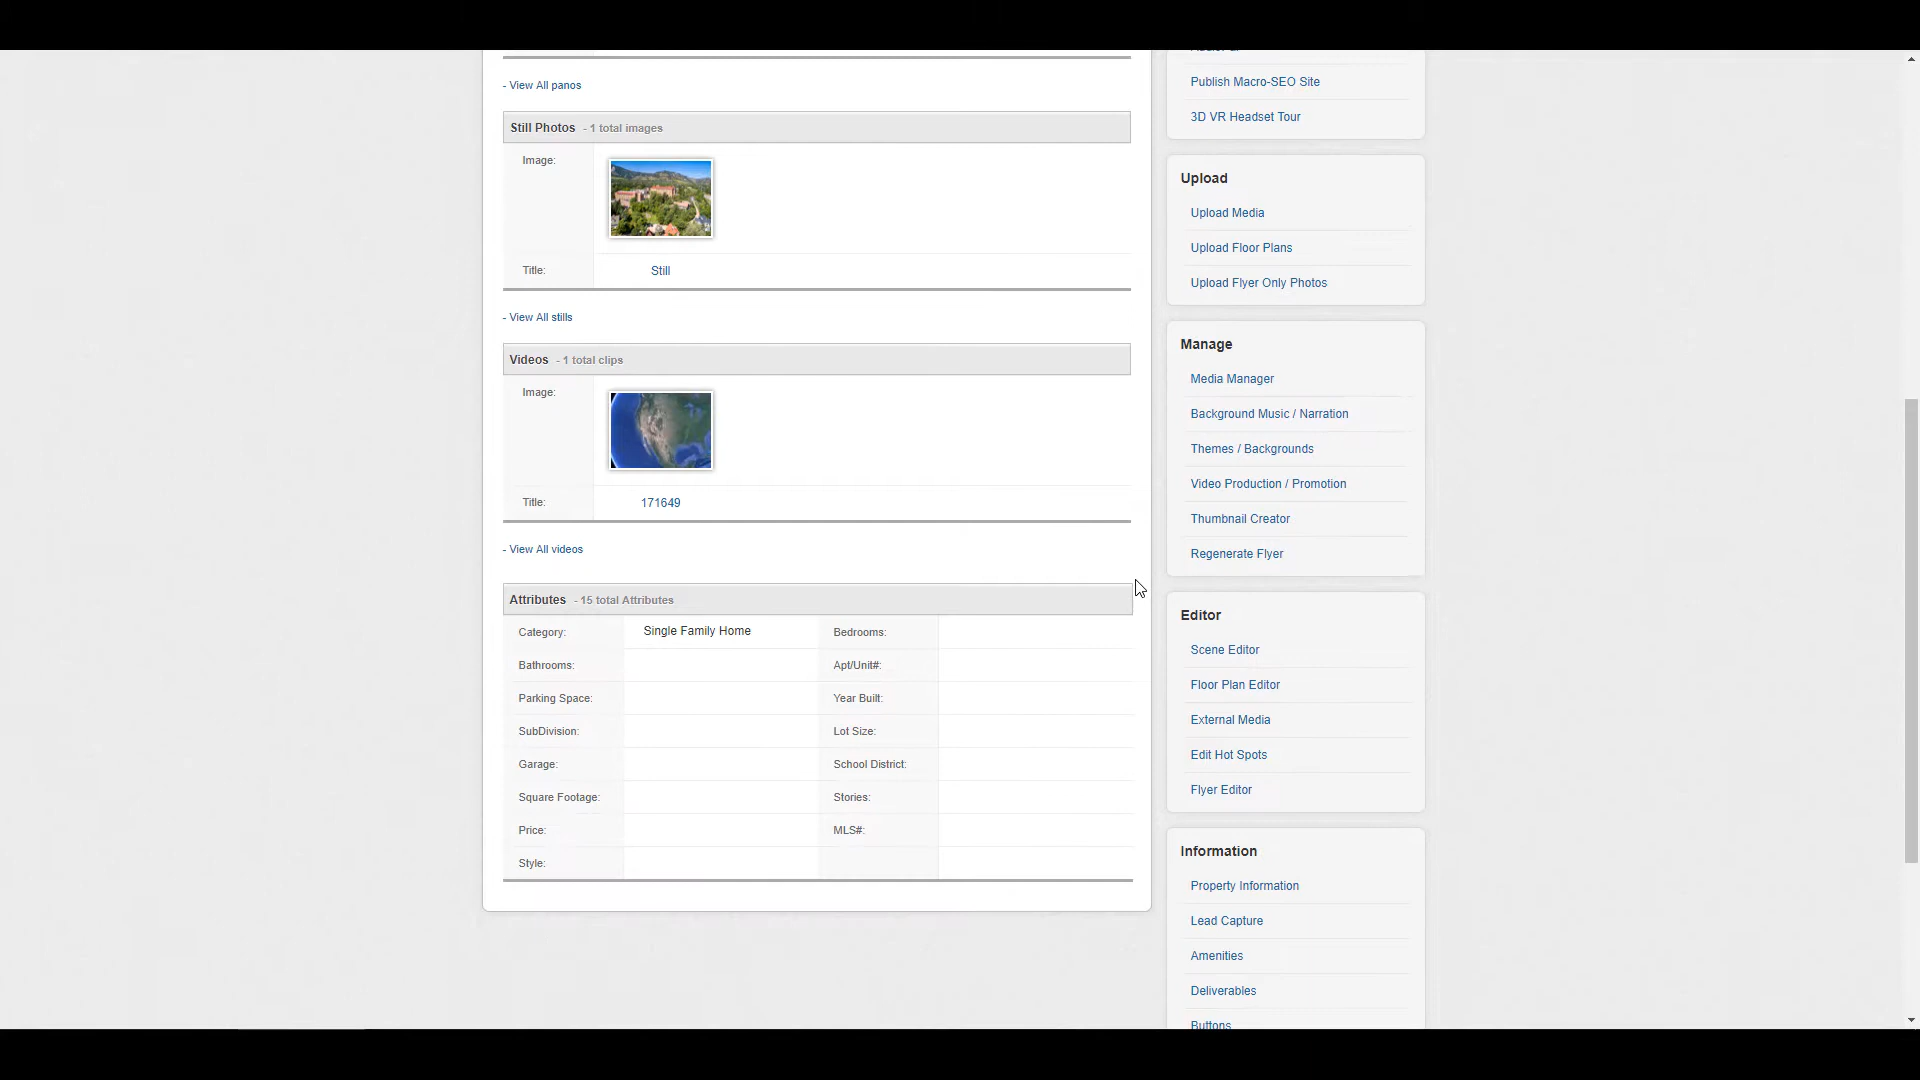 - View All panos
Still Photos - 1 total images
Image:
Title: Still
- View All stills
Videos - 1 total clips
Image:
Title: 171649
- View All videos
Attributes - 15 total Attributes
Category: Single Family Home Bedrooms:
Bathrooms: Apt/Unit#:
Parking Space: Year Built:
SubDivision: Lot Size:
Garage: School District:
Square Footage: Stories:
Price: MLS#:
Style:
Publish Macro-SEO Site
3D VR Headset Tour
Upload
Upload Media
Upload Floor Plans
Upload Flyer Only Photos
Manage
Media Manager
Background Music / Narration
Themes / Backgrounds
Video Production / Promotion
Thumbnail Creator
Regenerate Flyer
Editor
Scene Editor
Floor Plan Editor
External Media
Edit Hot Spots
Flyer Editor
Information
Property Information
Lead Capture
Amenities
Deliverables
Buttons